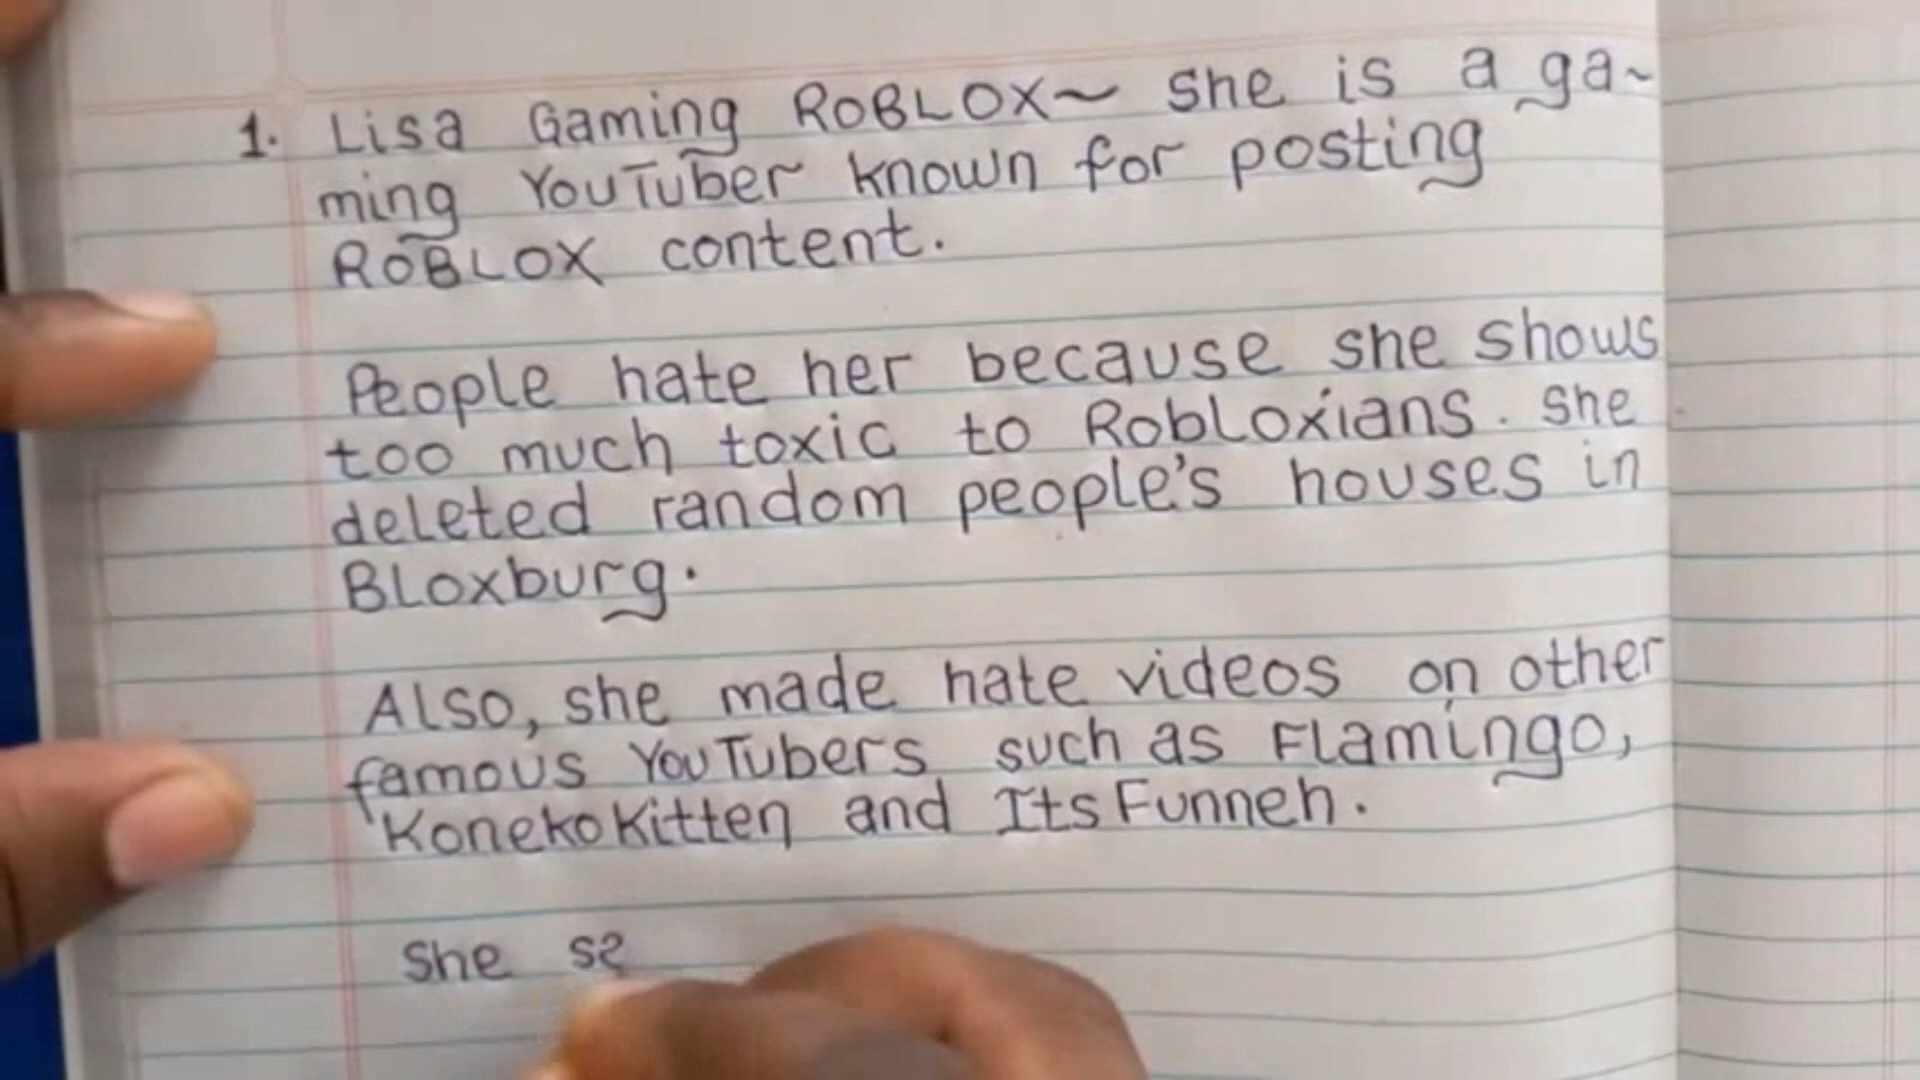 1. Lisa Gaming ROBLOX~ she is a ga~
ming YouTuber known for posting
ROBLOX content.
People hate her because she shows
too much toxic to Robloxians. She
deleted random people's houses in
Bloxburg.
Also, she made hate videos on other
famous YouTubers such as Flamingo,
KonekoKitten and ItsFunneh.
She